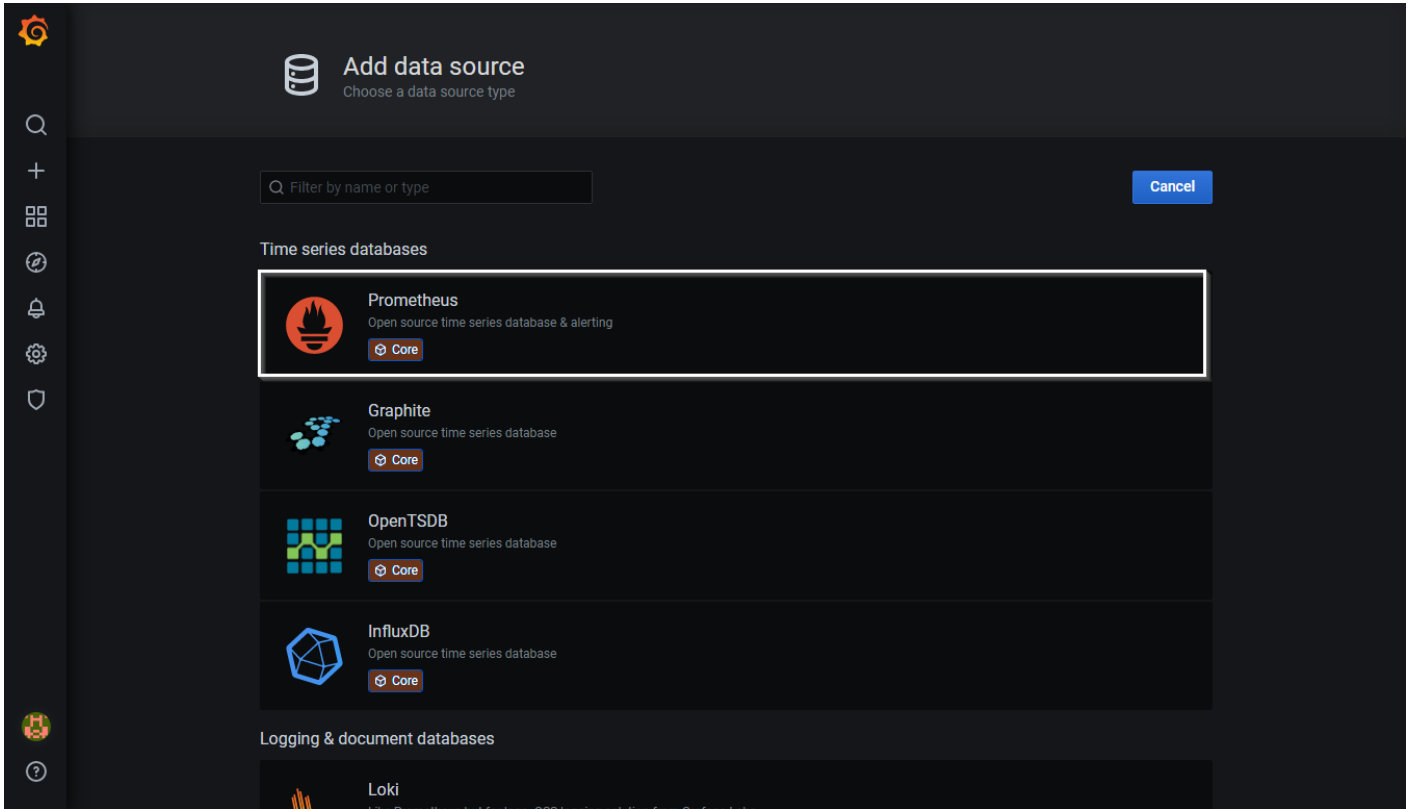 Add data source
Choose a data source type
Filter by name or type
Cancel
Time series databases
Prometheus
Open source time series database & alerting
Core
Graphite
Open source time series database
Core
OpenTSDB
Open source time series database
Core
InfluxDB
Open source time series database
Core
Logging & document databases
Loki